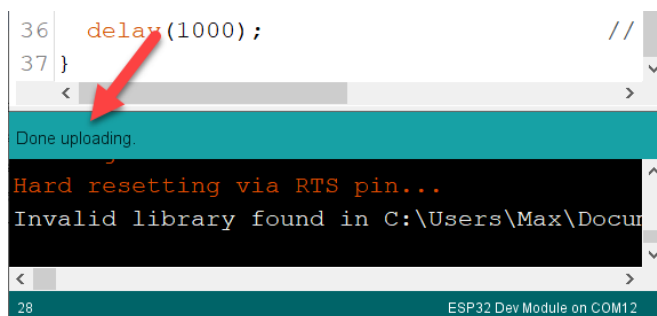 36 delay(1000); //
37 }
Done uploading.
Hard resetting via RTS pin...
Invalid library found in C:\Users\Max\Docum
28 ESP32 Dev Module on COM12